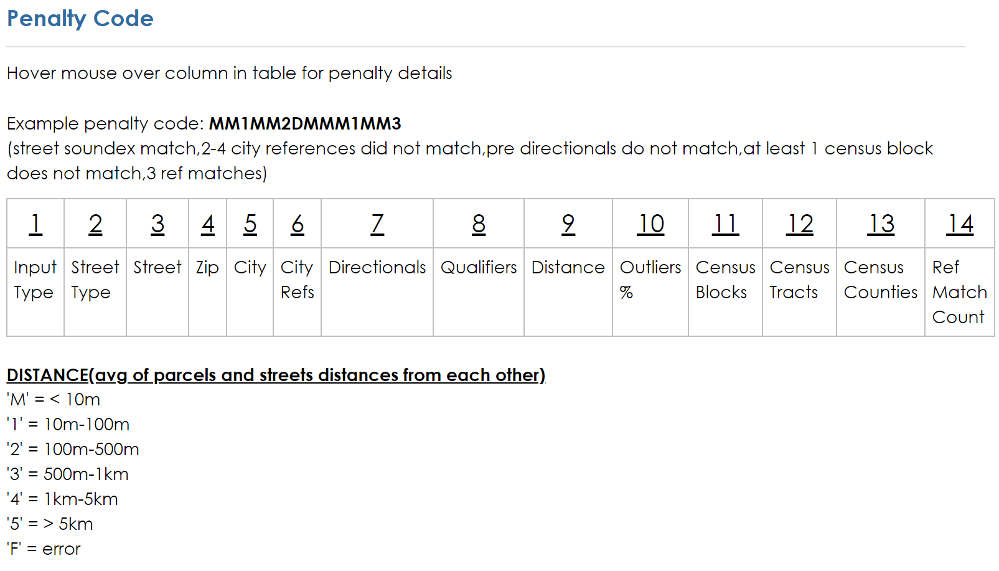 Penalty Code
Hover mouse over column in table for penalty details
Example penalty code: MM1MM2DMMM1MM3
(street soundex match,2-4 city references did not match,pre directionals do not match,at least 1 census block
does not match,3 ref matches)
1 2 3 4 5 6 7 8 9 10 11 12 13 14
Input Type Street Type Street Zip City City Refs Directionals Qualifiers Distance Outliers % Census Blocks Census Tracts Census Counties Ref Match Count
DISTANCE(avg of parcels and streets distances from each other)
'M' = < 10m
'1' = 10m-100m
'2' = 100m-500m
'3' = 500m-1km
'4' = 1km-5km
'5' = > 5km
'F' = error